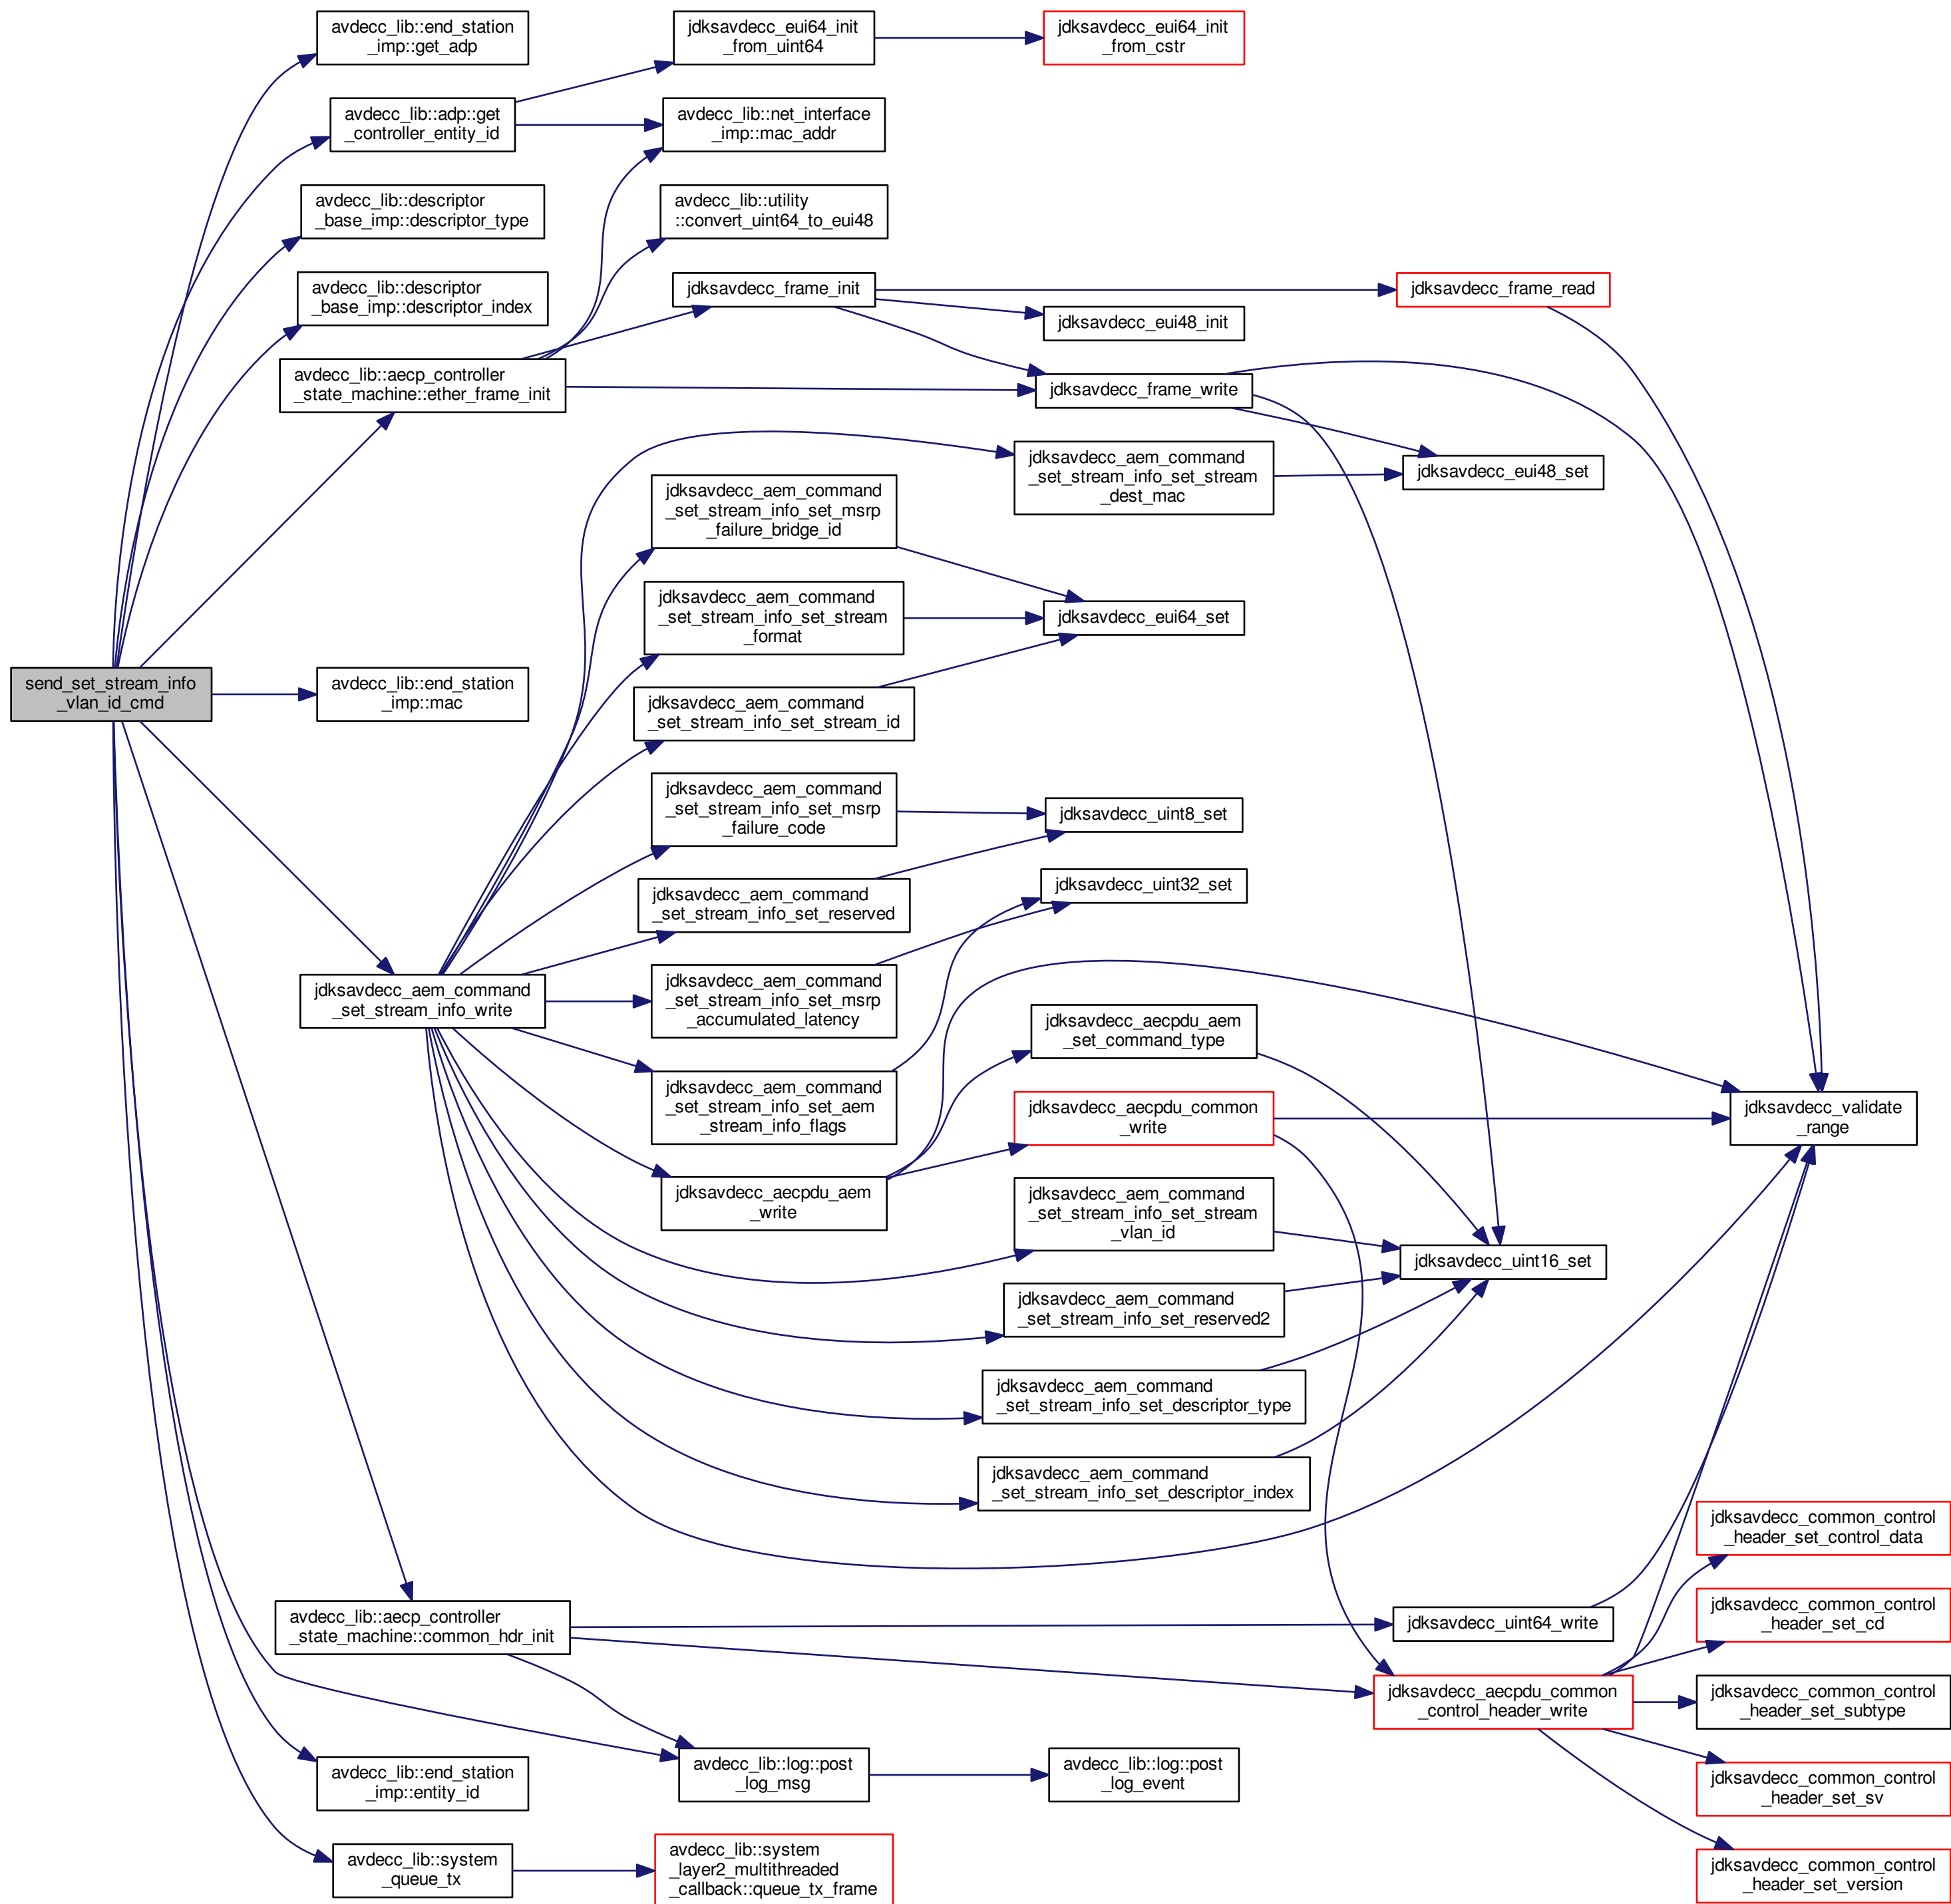 avdecc_lib::end_station
_imp::get_adp
jdksavdecc_eui64_init
_from_uint64
jdksavdecc_eui64_init
_from_cstr
avdecc_lib::adp::get
_controller_entity_id
avdecc_lib::net_interface
_imp::mac_addr
avdecc_lib::descriptor
_base_imp::descriptor_type
avdecc_lib::utility
::convert_uint64_to_eui48
avdecc_lib::descriptor
_base_imp::descriptor_index
jdksavdecc_frame_init
jdksavdecc_frame_read
jdksavdecc_eui48_init
avdecc_lib::aecp_controller
_state_machine::ether_frame_init
jdksavdecc_frame_write
jdksavdecc_aem_command
_set_stream_info_set_stream
_dest_mac
jdksavdecc_eui48_set
jdksavdecc_aem_command
_set_stream_info_set_msrp
_failure_bridge_id
jdksavdecc_aem_command
_set_stream_info_set_stream
_format
jdksavdecc_eui64_set
send_set_stream_info
_vlan_id_cmd
avdecc_lib::end_station
_imp::mac
jdksavdecc_aem_command
_set_stream_info_set_stream_id
jdksavdecc_aem_command
_set_stream_info_set_msrp
_failure_code
jdksavdecc_uint8_set
jdksavdecc_aem_command
_set_stream_info_set_reserved
jdksavdecc_uint32_set
jdksavdecc_aem_command
_set_stream_info_write
jdksavdecc_aem_command
_set_stream_info_set_msrp
_accumulated_latency
jdksavdecc_aecpdu_aem
_set_command_type
jdksavdecc_aem_command
_set_stream_info_set_aem
_stream_info_flags
jdksavdecc_aecpdu_common
_write
jdksavdecc_validate
_range
jdksavdecc_aecpdu_aem
_write
jdksavdecc_aem_command
_set_stream_info_set_stream
_vlan_id
jdksavdecc_uint16_set
jdksavdecc_aem_command
_set_stream_info_set_reserved2
jdksavdecc_aem_command
_set_stream_info_set_descriptor_type
jdksavdecc_aem_command
_set_stream_info_set_descriptor_index
jdksavdecc_common_control
_header_set_control_data
avdecc_lib::aecp_controller
_state_machine::common_hdr_init
jdksavdecc_uint64_write
jdksavdecc_common_control
_header_set_cd
jdksavdecc_aecpdu_common
_control_header_write
jdksavdecc_common_control
_header_set_subtype
avdecc_lib::end_station
_imp::entity_id
avdecc_lib::log::post
_log_msg
avdecc_lib::log::post
_log_event
jdksavdecc_common_control
_header_set_sv
avdecc_lib::system
_queue_tx
avdecc_lib::system
_layer2_multithreaded
_callback::queue_tx_frame
jdksavdecc_common_control
_header_set_version